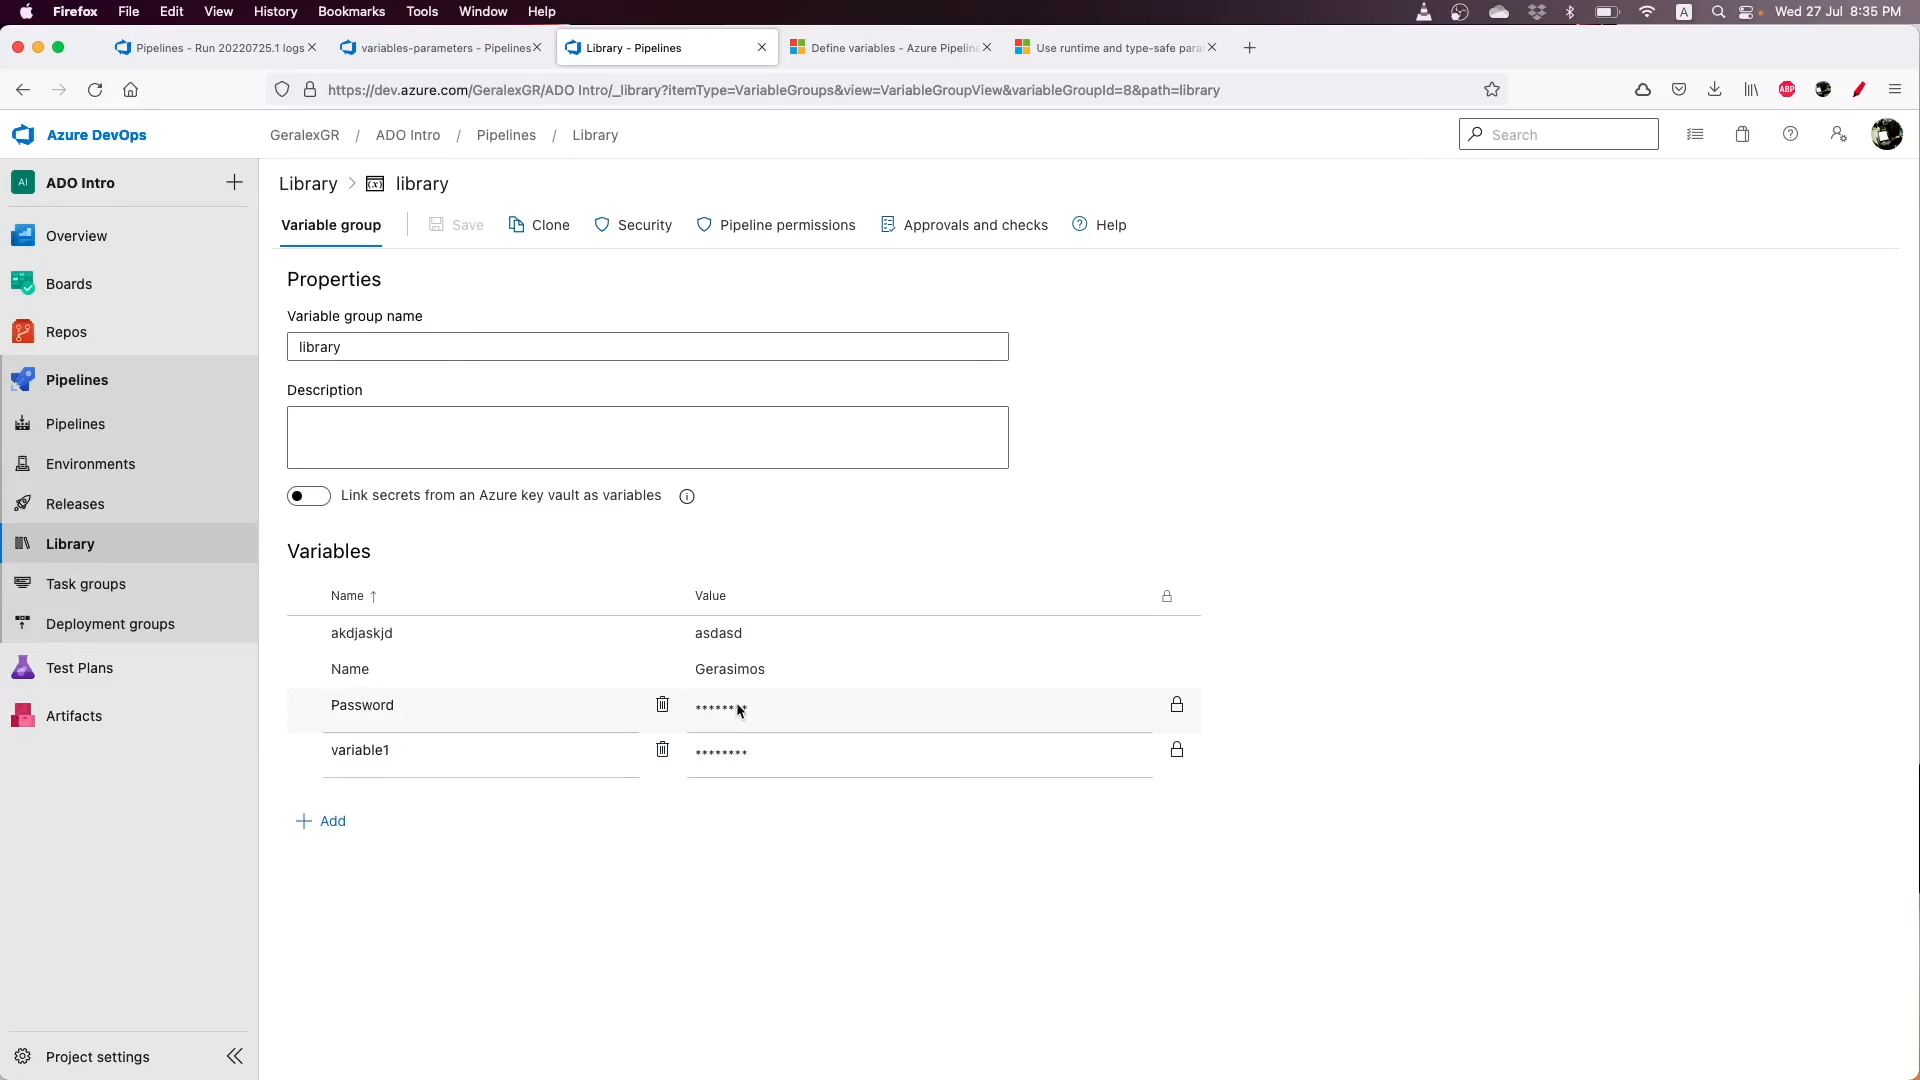 Firefox File Edit View History Bookmarks Tools Window Help A Wed 27 Jul 8:35 PM
Pipelines - Run 20220725.1 logs variables-parameters - Pipelines Library - Pipelines Define variables - Azure Pipeline Use runtime and type-safe para
https://dev.azure.com/GeralexGR/ADO Intro/_library?itemType=VariableGroups&view=VariableGroupView&variableGroupId=8&path=library ABP
Azure DevOps GeralexGR / ADO Intro / Pipelines / Library Search
AI ADO Intro
Overview
Boards
Repos
Pipelines
Pipelines
Environments
Releases
Library
Task groups
Deployment groups
Test Plans
Artifacts
Project settings
Library > library
Variable group Save Clone Security Pipeline permissions Approvals and checks Help
Properties
Variable group name
library
Description
Link secrets from an Azure key vault as variables
Variables
Name ↑ Value
akdjaskjd asdasd
Name Gerasimos
Password ********
variable1 ********
+ Add